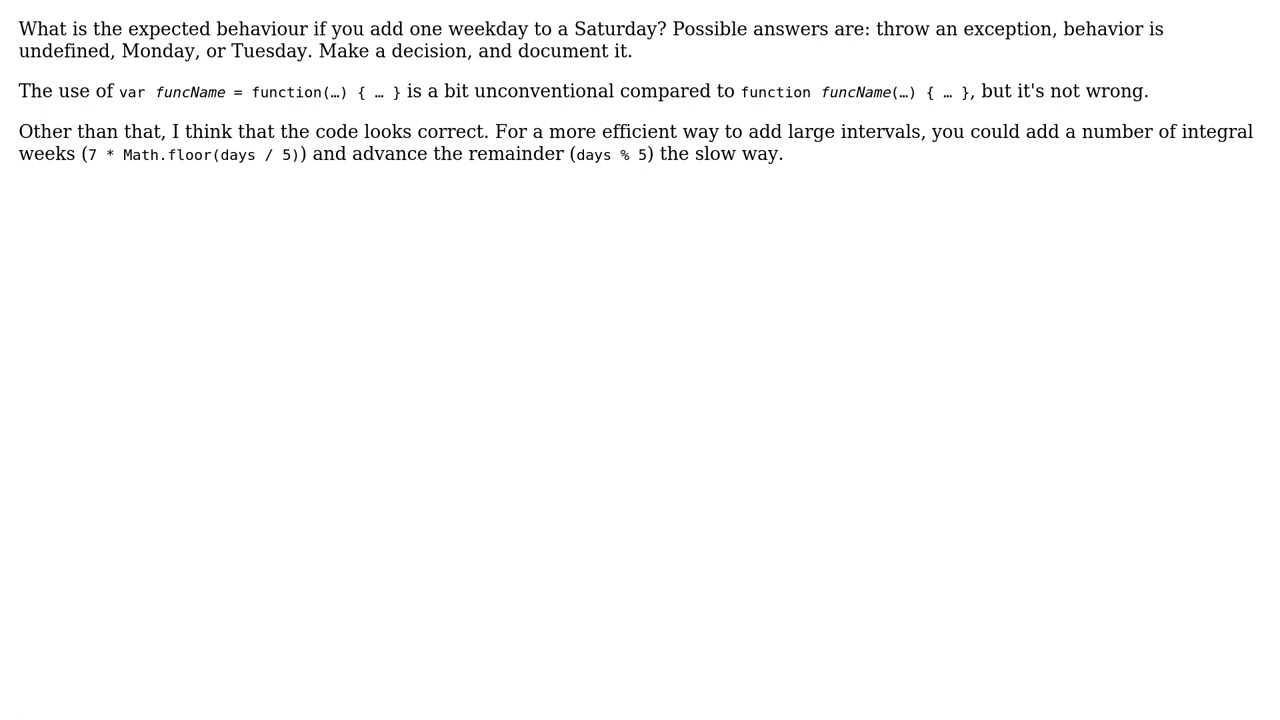 What is the expected behaviour if you add one weekday to a Saturday? Possible answers are: throw an exception, behavior is
undefined, Monday, or Tuesday. Make a decision, and document it.
The use of var funcName = function(…) { … } is a bit unconventional compared to function funcName(…) { … }, but it's not wrong.
Other than that, I think that the code looks correct. For a more efficient way to add large intervals, you could add a number of integral
weeks (7 * Math.floor(days / 5)) and advance the remainder (days % 5) the slow way.